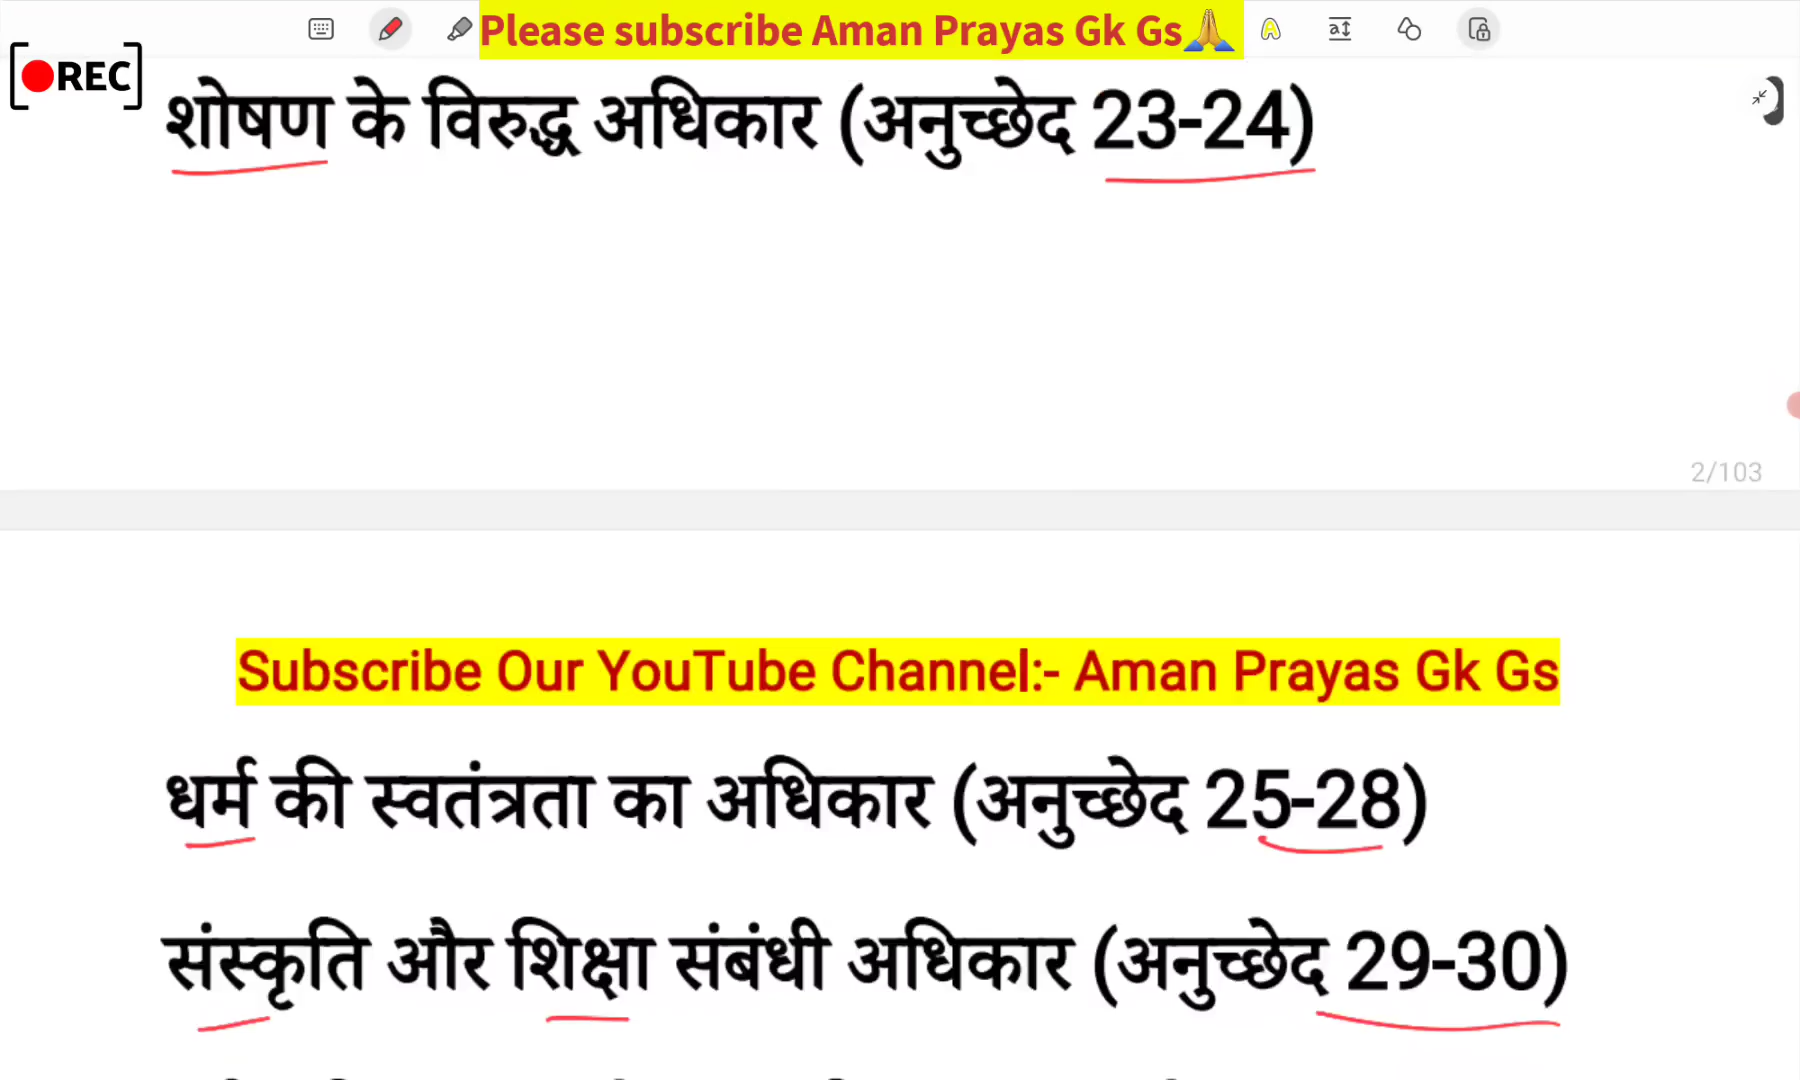 Please subscribe Aman Prayas Gk Gs🙏
REC
शोषण के विरुद्ध अधिकार (अनुच्छेद 23-24)
2/103
Subscribe Our YouTube Channel:- Aman Prayas Gk Gs
धर्म की स्वतंत्रता का अधिकार (अनुच्छेद 25-28)
संस्कृति और शिक्षा संबंधी अधिकार (अनुच्छेद 29-30)